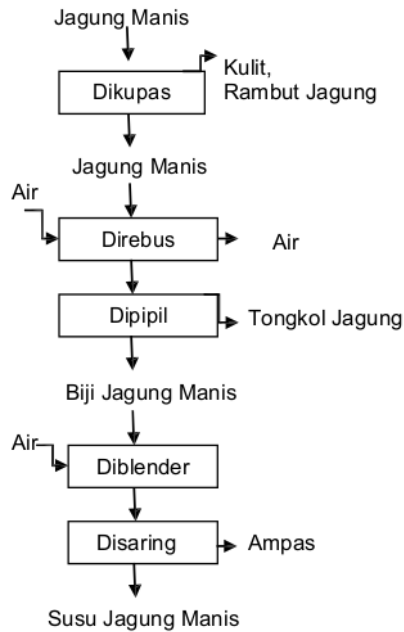 Jagung Manis
Kulit,
Dikupas
Rambut Jagung
Jagung Manis
Air
Direbus
Air
Dipipil
Tongkol Jagung
Biji Jagung Manis
Air
Diblender
Disaring
Ampas
Susu Jagung Manis